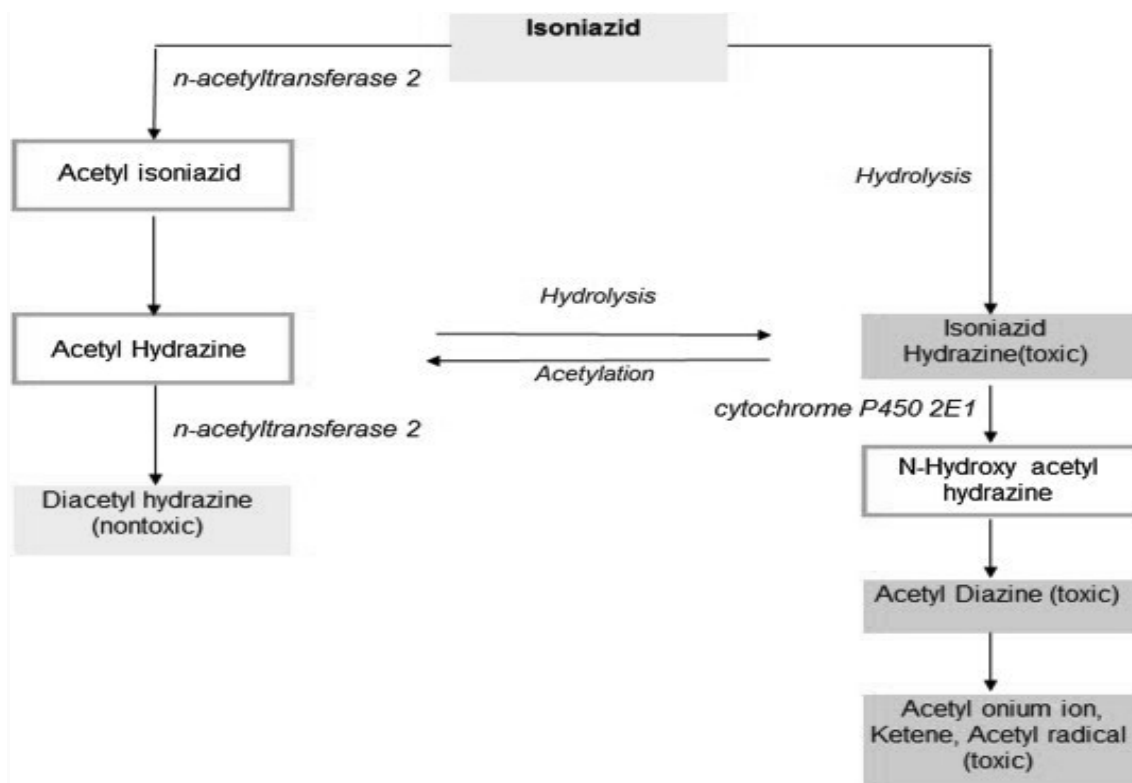 Isoniazid
n-acetyltransferase 2
Acetyl isoniazid
Hydrolysis
Hydrolysis
Acetyl Hydrazine
Isoniazid
Hydrazine(toxic)
Acetylation
cytochrome P450 2E1
n-acetyltransferase 2
N-Hydroxy acetyl
hydrazine
Diacetyl hydrazine
(nontoxic)
Acetyl Diazine (toxic)
Acetyl onium ion,
Ketene, Acetyl radical
(toxic)